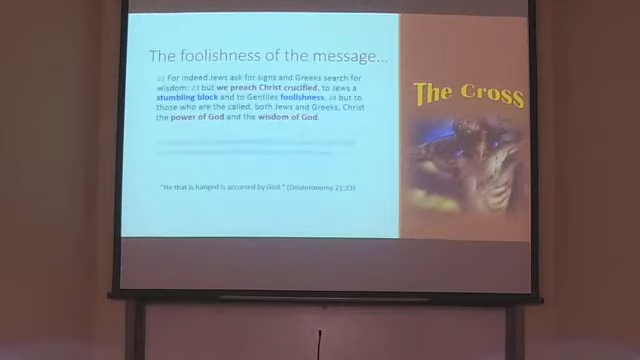 The foolishness of the message...
22 For indeed Jews ask for signs and Greeks search for
wisdom; 23 but we preach Christ crucified, to Jews a
stumbling block and to Gentiles foolishness, 24 but to
those who are the called, both Jews and Greeks, Christ
the power of God and the wisdom of God.
"He that is hanged is accursed by God." (Deuteronomy 21:23)
The Cross